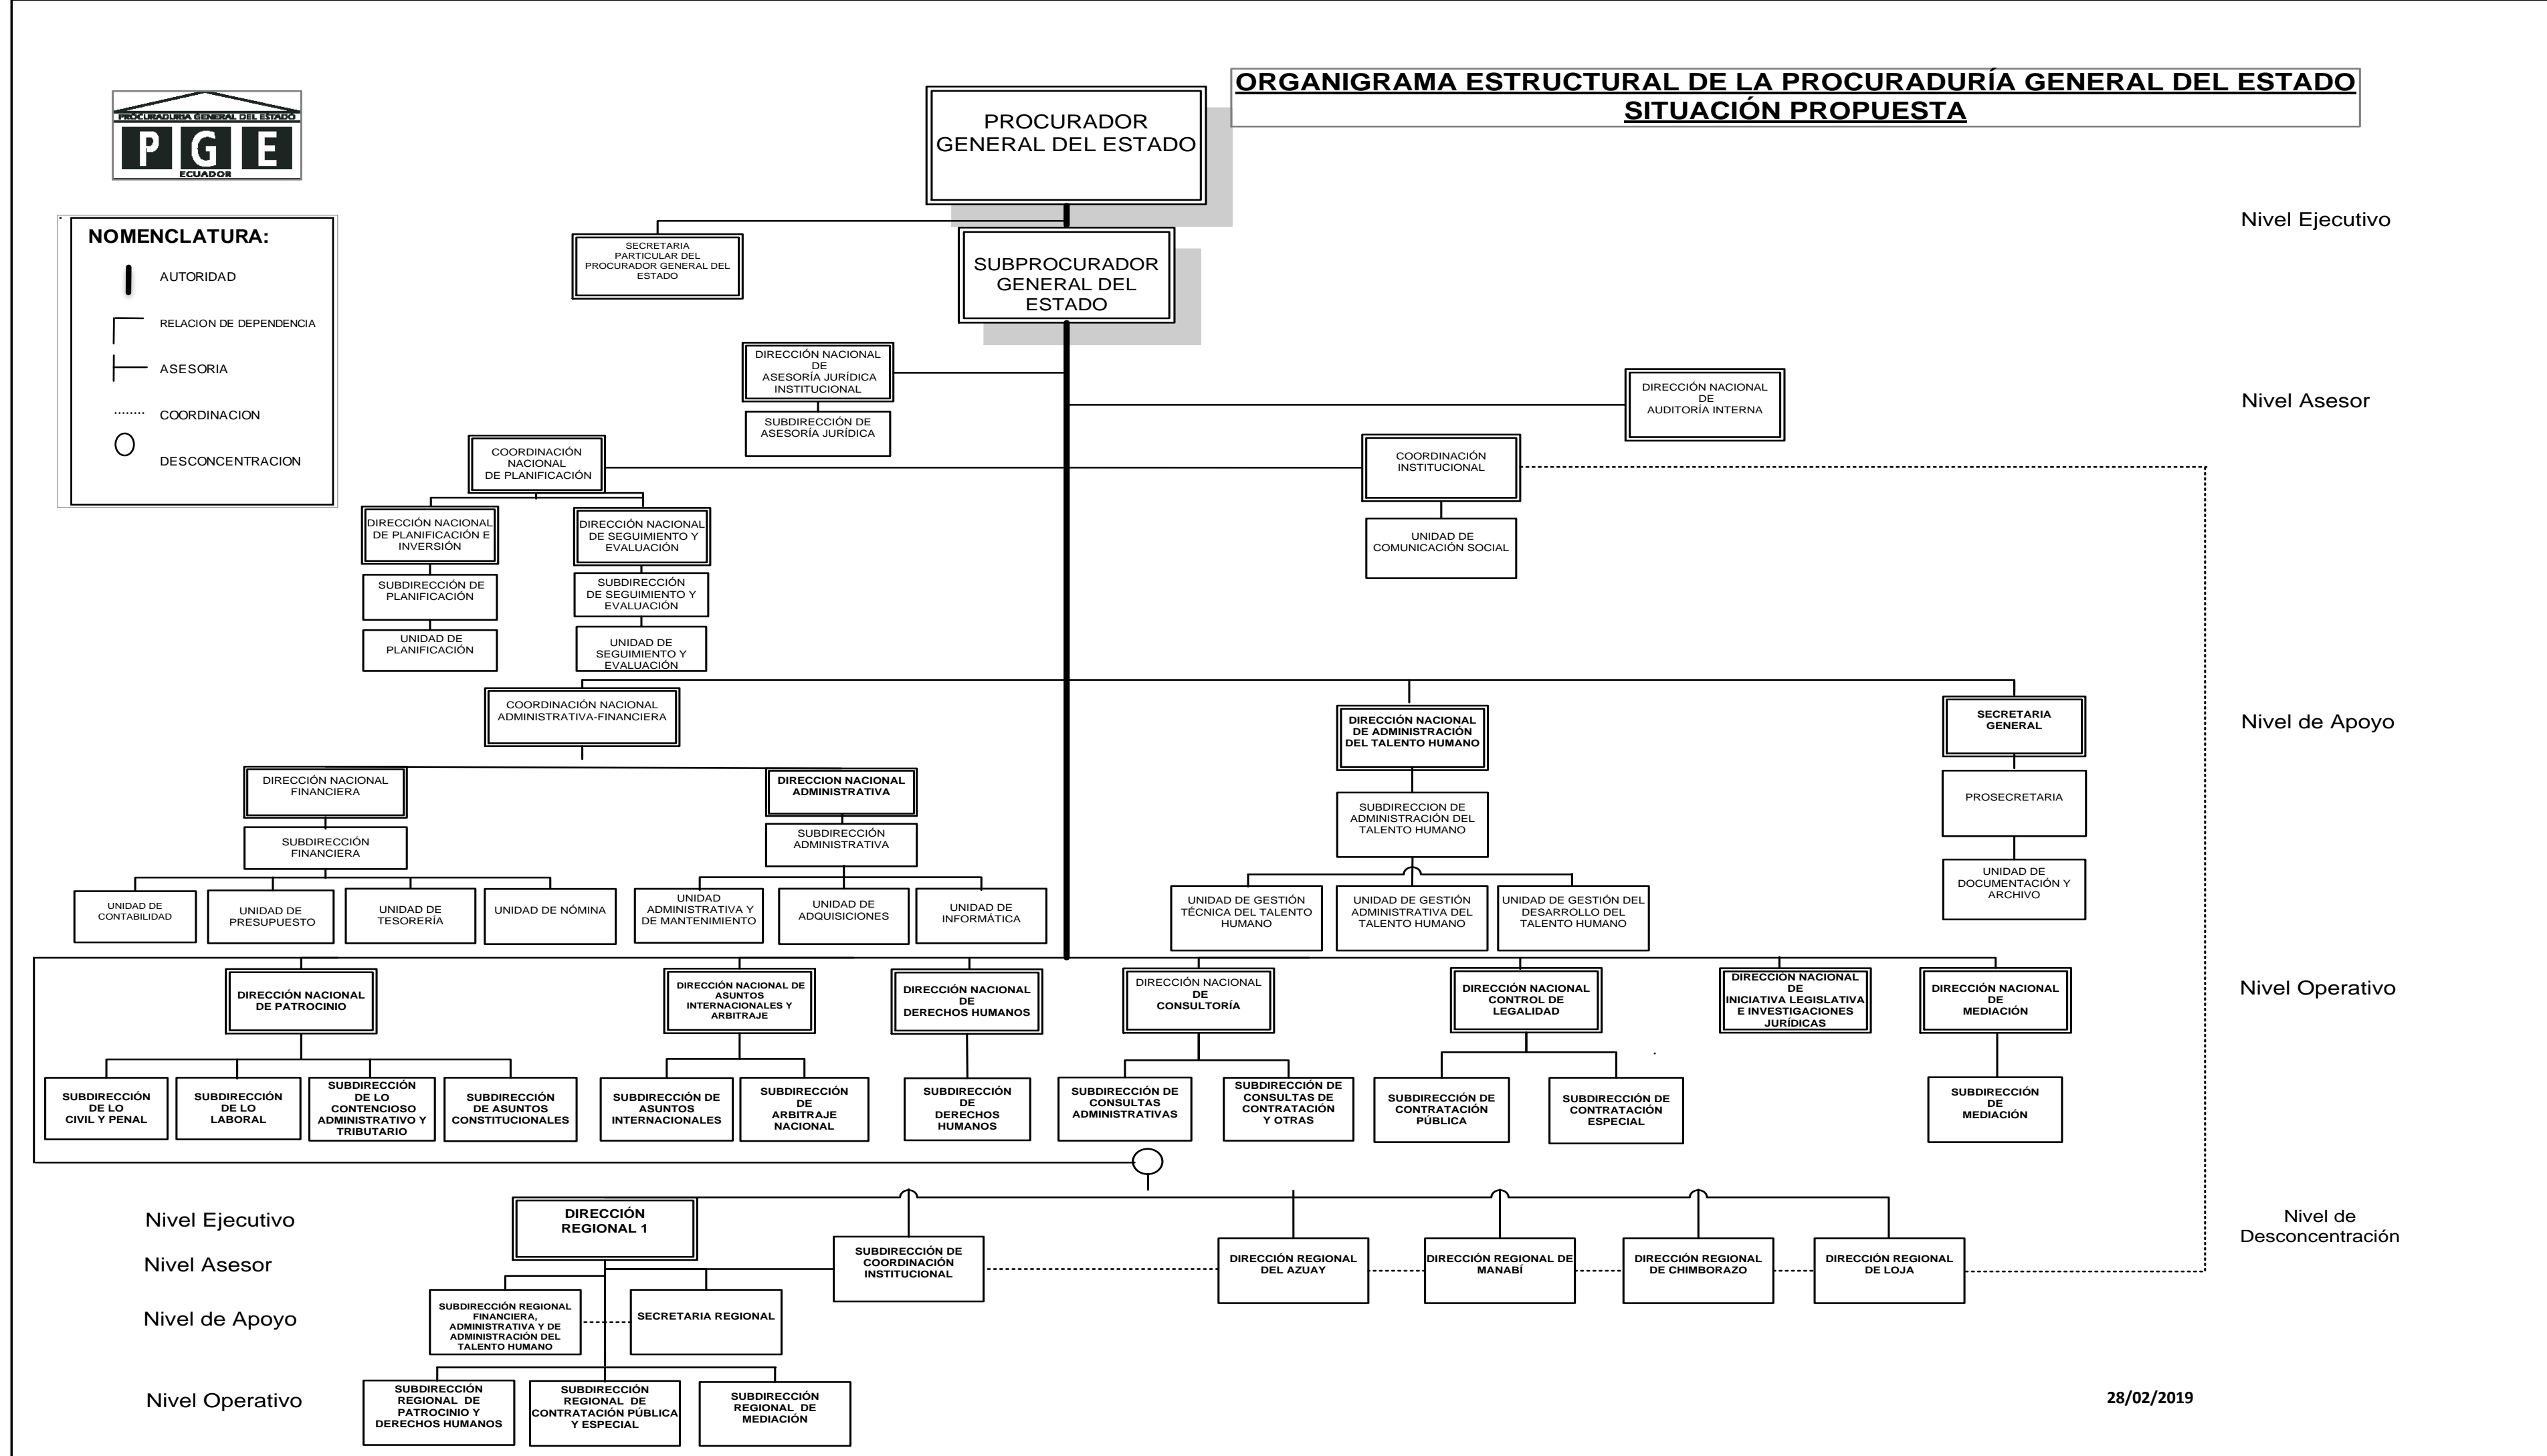 ORGANIGRAMA ESTRUCTURAL DE LA PROCURADURÍA GENERAL DEL ESTADO
SITUACIÓN PROPUESTA
PROCURADURIA GENERAL DEL ESTADO
P G E
ECUADOR
PROCURADOR
GENERAL DEL ESTADO
Nivel Ejecutivo
NOMENCLATURA:
AUTORIDAD
RELACION DE DEPENDENCIA
ASESORIA
COORDINACION
DESCONCENTRACION
SECRETARIA
PARTICULAR DEL
PROCURADOR GENERAL DEL
ESTADO
SUBPROCURADOR
GENERAL DEL
ESTADO
DIRECCIÓN NACIONAL
DE
ASESORÍA JURÍDICA
INSTITUCIONAL
SUBDIRECCIÓN DE
ASESORÍA JURÍDICA
DIRECCIÓN NACIONAL
DE
AUDITORÍA INTERNA
Nivel Asesor
COORDINACIÓN
NACIONAL
DE PLANIFICACIÓN
COORDINACIÓN
INSTITUCIONAL
DIRECCIÓN NACIONAL
DE PLANIFICACIÓN E
INVERSIÓN
DIRECCIÓN NACIONAL
DE SEGUIMIENTO Y
EVALUACIÓN
UNIDAD DE
COMUNICACIÓN SOCIAL
SUBDIRECCIÓN DE
PLANIFICACIÓN
SUBDIRECCIÓN
DE SEGUIMIENTO Y
EVALUACIÓN
UNIDAD DE
PLANIFICACIÓN
UNIDAD DE
SEGUIMIENTO Y
EVALUACIÓN
COORDINACIÓN NACIONAL
ADMINISTRATIVA-FINANCIERA
DIRECCIÓN NACIONAL
DE ADMINISTRACIÓN
DEL TALENTO HUMANO
SECRETARIA
GENERAL
Nivel de Apoyo
DIRECCIÓN NACIONAL
FINANCIERA
DIRECCION NACIONAL
ADMINISTRATIVA
SUBDIRECCION DE
ADMINISTRACIÓN DEL
TALENTO HUMANO
PROSECRETARIA
SUBDIRECCIÓN
FINANCIERA
SUBDIRECCIÓN
ADMINISTRATIVA
UNIDAD DE
CONTABILIDAD
UNIDAD DE
PRESUPUESTO
UNIDAD DE
TESORERÍA
UNIDAD DE NÓMINA
UNIDAD
ADMINISTRATIVA Y
DE MANTENIMIENTO
UNIDAD DE
ADQUISICIONES
UNIDAD DE
INFORMÁTICA
UNIDAD DE GESTIÓN
TÉCNICA DEL TALENTO
HUMANO
UNIDAD DE GESTIÓN
ADMINISTRATIVA DEL
TALENTO HUMANO
UNIDAD DE GESTIÓN DEL
DESARROLLO DEL
TALENTO HUMANO
UNIDAD DE
DOCUMENTACIÓN Y
ARCHIVO
DIRECCIÓN NACIONAL
DE PATROCINIO
DIRECCIÓN NACIONAL DE
ASUNTOS
INTERNACIONALES Y
ARBITRAJE
DIRECCIÓN NACIONAL
DE
DERECHOS HUMANOS
DIRECCIÓN NACIONAL
DE
CONSULTORÍA
DIRECCIÓN NACIONAL
CONTROL DE
LEGALIDAD
DIRECCIÓN NACIONAL
DE
INICIATIVA LEGISLATIVA
E INVESTIGACIONES
JURÍDICAS
DIRECCIÓN NACIONAL
DE
MEDIACIÓN
Nivel Operativo
SUBDIRECCIÓN
DE LO
CIVIL Y PENAL
SUBDIRECCIÓN
DE LO
LABORAL
SUBDIRECCIÓN
DE LO
CONTENCIOSO
ADMINISTRATIVO Y
TRIBUTARIO
SUBDIRECCIÓN
DE ASUNTOS
CONSTITUCIONALES
SUBDIRECCIÓN DE
ASUNTOS
INTERNACIONALES
SUBDIRECCIÓN
DE
ARBITRAJE
NACIONAL
SUBDIRECCIÓN
DE
DERECHOS
HUMANOS
SUBDIRECCIÓN DE
CONSULTAS
ADMINISTRATIVAS
SUBDIRECCIÓN DE
CONSULTAS DE
CONTRATACIÓN
Y OTRAS
SUBDIRECCIÓN DE
CONTRATACIÓN
PÚBLICA
SUBDIRECCIÓN DE
CONTRATACIÓN
ESPECIAL
SUBDIRECCIÓN
DE
MEDIACIÓN
Nivel Ejecutivo
DIRECCIÓN
REGIONAL 1
Nivel de
Desconcentración
Nivel Asesor
SUBDIRECCIÓN DE
COORDINACIÓN
INSTITUCIONAL
DIRECCIÓN REGIONAL
DEL AZUAY
DIRECCIÓN REGIONAL DE
MANABÍ
DIRECCIÓN REGIONAL
DE CHIMBORAZO
DIRECCIÓN REGIONAL
DE LOJA
Nivel de Apoyo
SUBDIRECCIÓN REGIONAL
FINANCIERA,
ADMINISTRATIVA Y DE
ADMINISTRACIÓN DEL
TALENTO HUMANO
SECRETARIA REGIONAL
Nivel Operativo
SUBDIRECCIÓN
REGIONAL DE
PATROCINIO Y
DERECHOS HUMANOS
SUBDIRECCIÓN
REGIONAL DE
CONTRATACIÓN PÚBLICA
Y ESPECIAL
SUBDIRECCIÓN
REGIONAL DE
MEDIACIÓN
28/02/2019